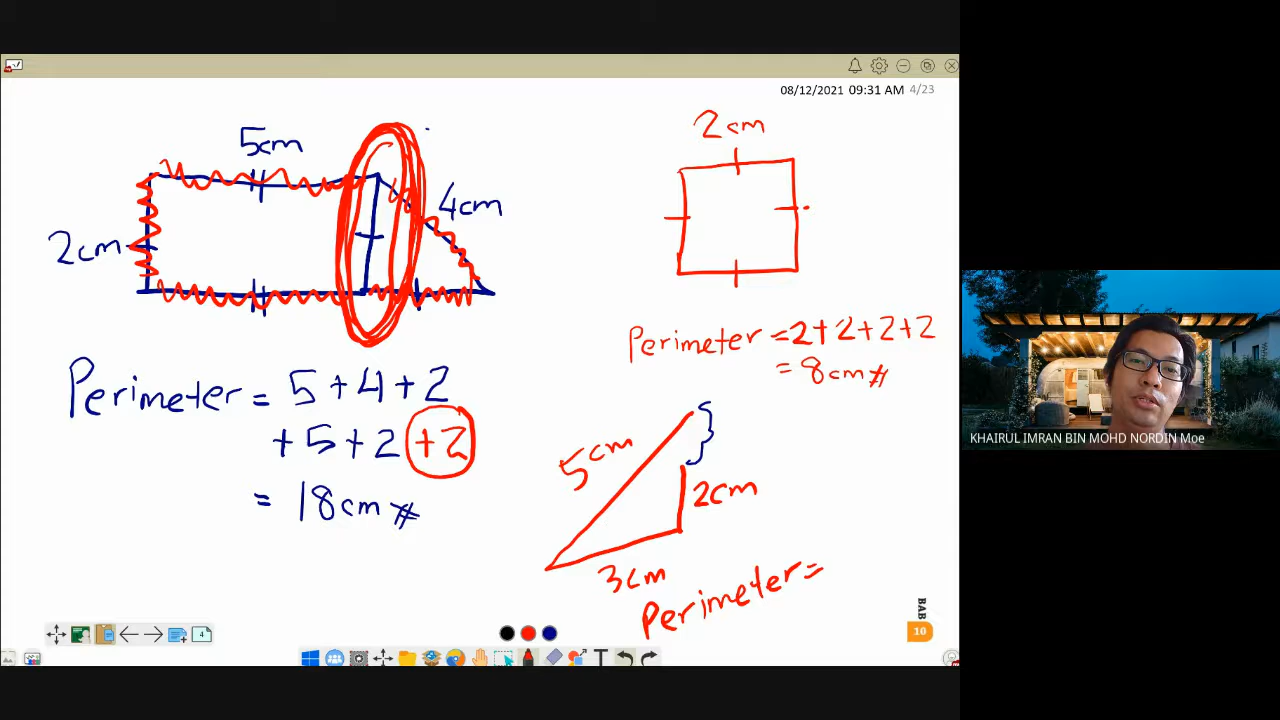 08/12/2021 09:31 AM 4/23
5cm
4cm
2cm
Perimeter = 5 + 4 + 2
+ 5 + 2 + 2
= 18cm
2cm
Perimeter = 2+2+2+2
= 8cm
5cm
2cm
3cm
Perimeter =
BAB
10
4
T
KHAIRUL IMRAN BIN MOHD NORDIN Moe